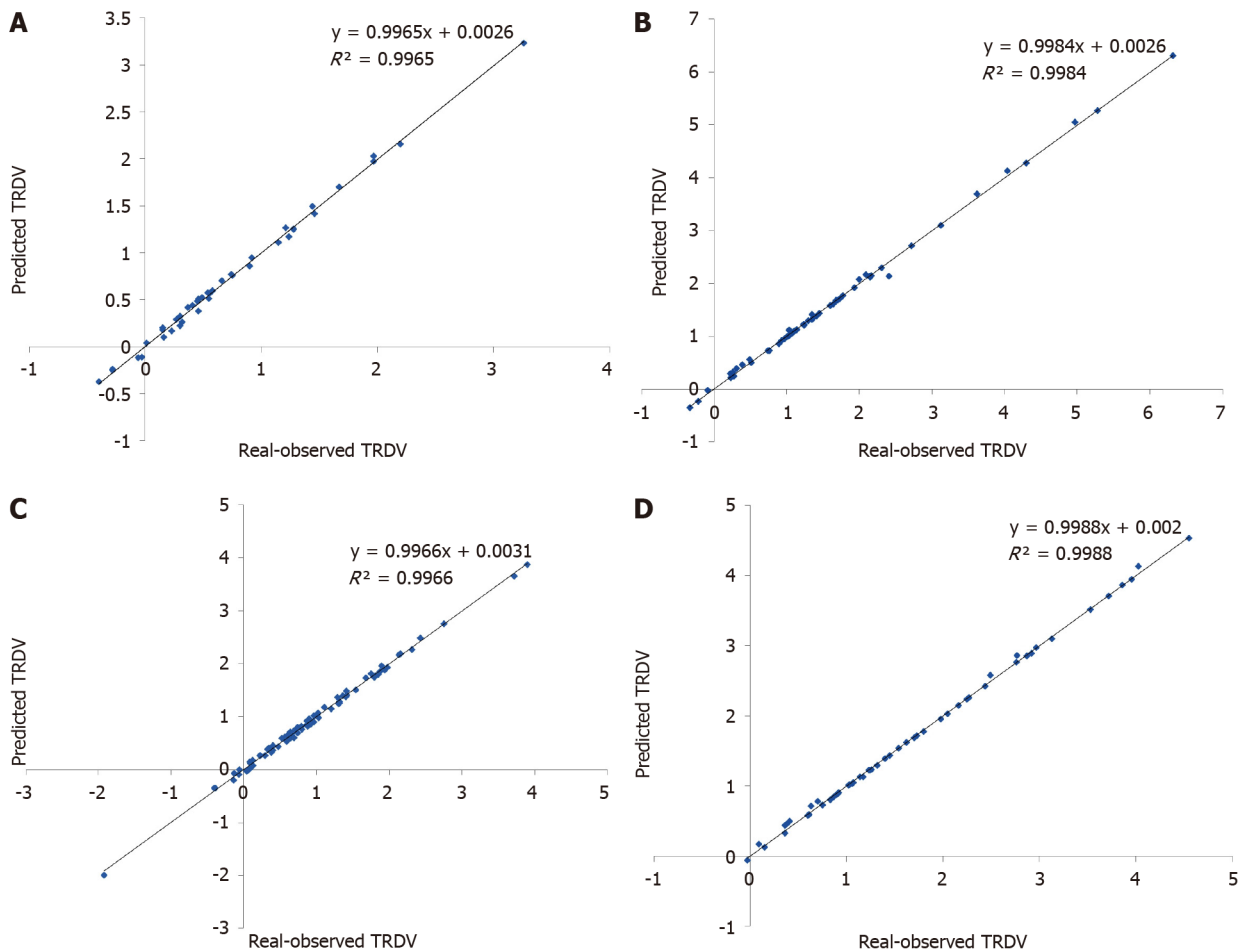 A
y = 0.9965x + 0.0026
R² = 0.9965
3.5
3
2.5
2
1.5
1
0.5
0
-0.5
-1
-1 0 1 2 3 4
Predicted TRDV
Real-observed TRDV
B
y = 0.9984x + 0.0026
R² = 0.9984
7
6
5
4
3
2
1
0
-1
-1 0 1 2 3 4 5 6 7
Predicted TRDV
Real-observed TRDV
C
y = 0.9966x + 0.0031
R² = 0.9966
5
4
3
2
1
0
-1
-2
-3
-3 -2 -1 0 1 2 3 4 5
Predicted TRDV
Real-observed TRDV
D
y = 0.9988x + 0.002
R² = 0.9988
5
4
3
2
1
0
-1
-1 0 1 2 3 4 5
Predicted TRDV
Real-observed TRDV